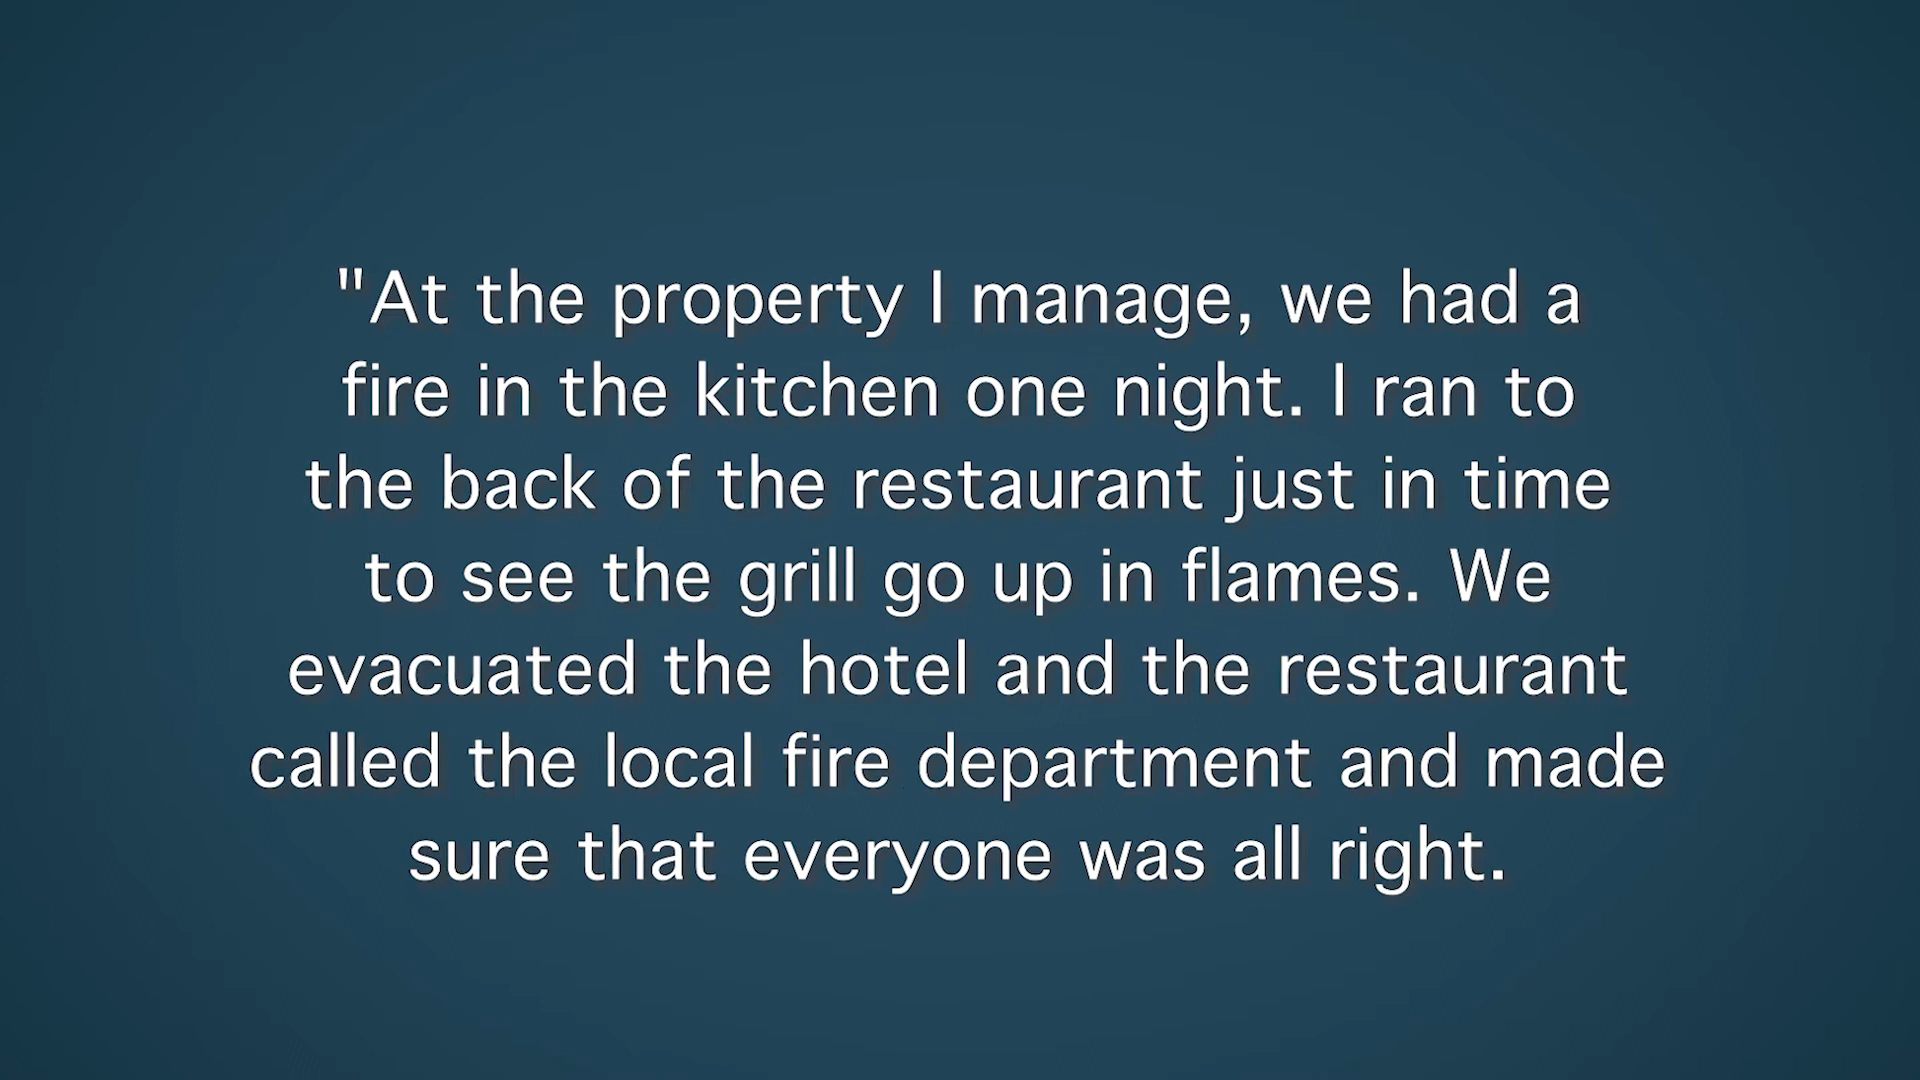 "At the property I manage, we had a
fire in the kitchen one night. I ran to
the back of the restaurant just in time
to see the grill go up in flames. We
evacuated the hotel and the restaurant
called the local fire department and made
sure that everyone was all right.